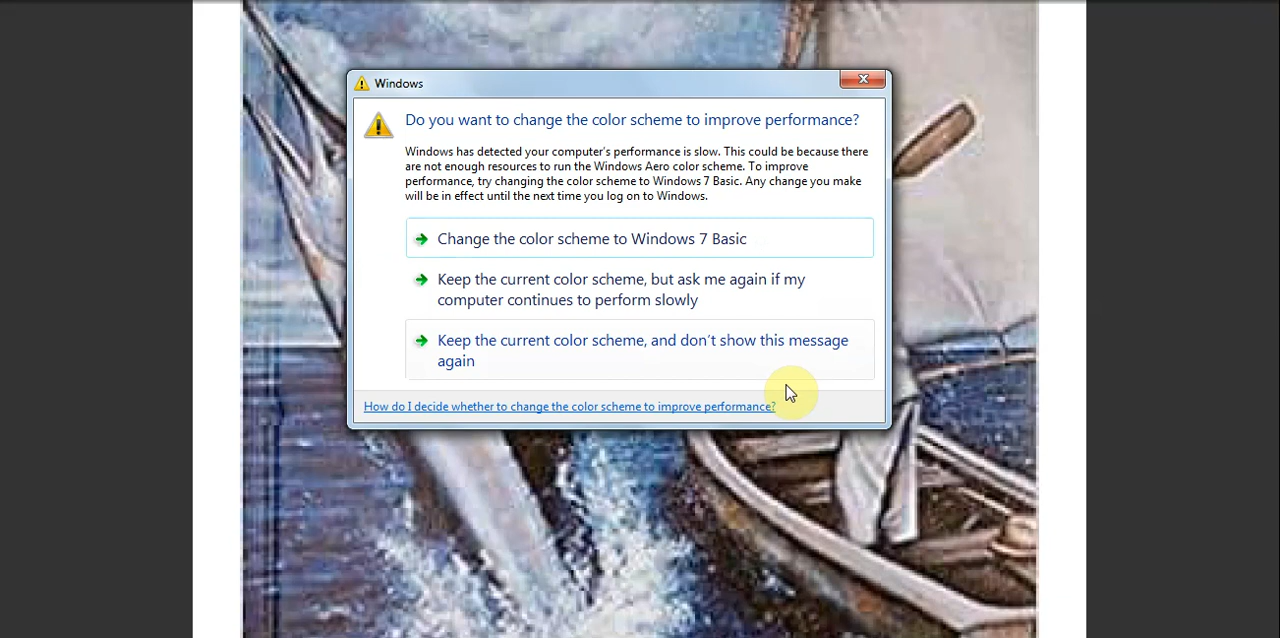 Windows
Do you want to change the color scheme to improve performance?
Windows has detected your computer's performance is slow. This could be because there
are not enough resources to run the Windows Aero color scheme. To improve
performance, try changing the color scheme to Windows 7 Basic. Any change you make
will be in effect until the next time you log on to Windows.
Change the color scheme to Windows 7 Basic
Keep the current color scheme, but ask me again if my
computer continues to perform slowly
Keep the current color scheme, and don't show this message
again
How do I decide whether to change the color scheme to improve performance?